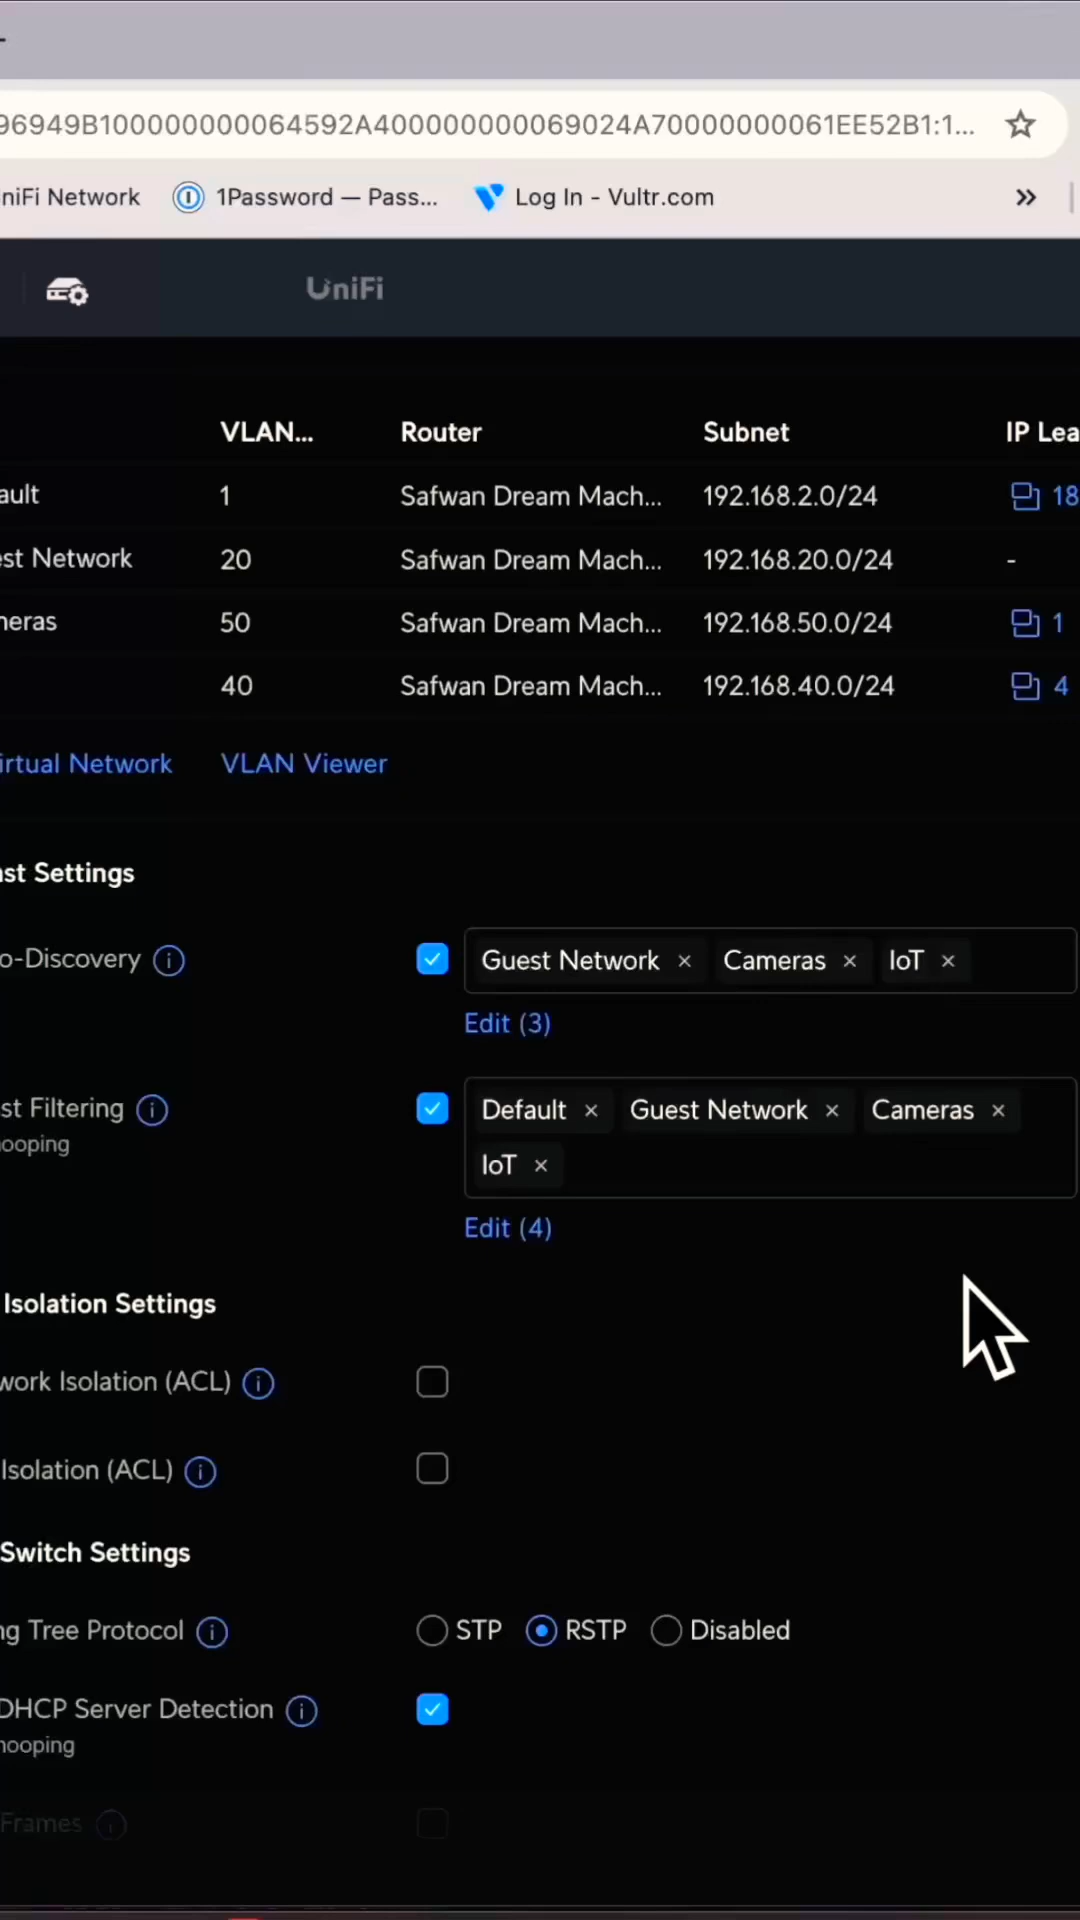 96949B100000000064592A400000000069024A70000000061EE52B1:1...
niFi Network 1Password — Pass... Log In - Vultr.com »
UniFi
VLAN... Router Subnet IP Lea
ault 1 Safwan Dream Mach... 192.168.2.0/24 18
est Network 20 Safwan Dream Mach... 192.168.20.0/24 -
neras 50 Safwan Dream Mach... 192.168.50.0/24 1
40 Safwan Dream Mach... 192.168.40.0/24 4
irtual Network VLAN Viewer
ast Settings
o-Discovery Guest Network × Cameras × IoT ×
Edit (3)
st Filtering Default × Guest Network × Cameras ×
ooping IoT ×
Edit (4)
Isolation Settings
work Isolation (ACL)
Isolation (ACL)
Switch Settings
ng Tree Protocol STP RSTP Disabled
DHCP Server Detection
nooping
Frames